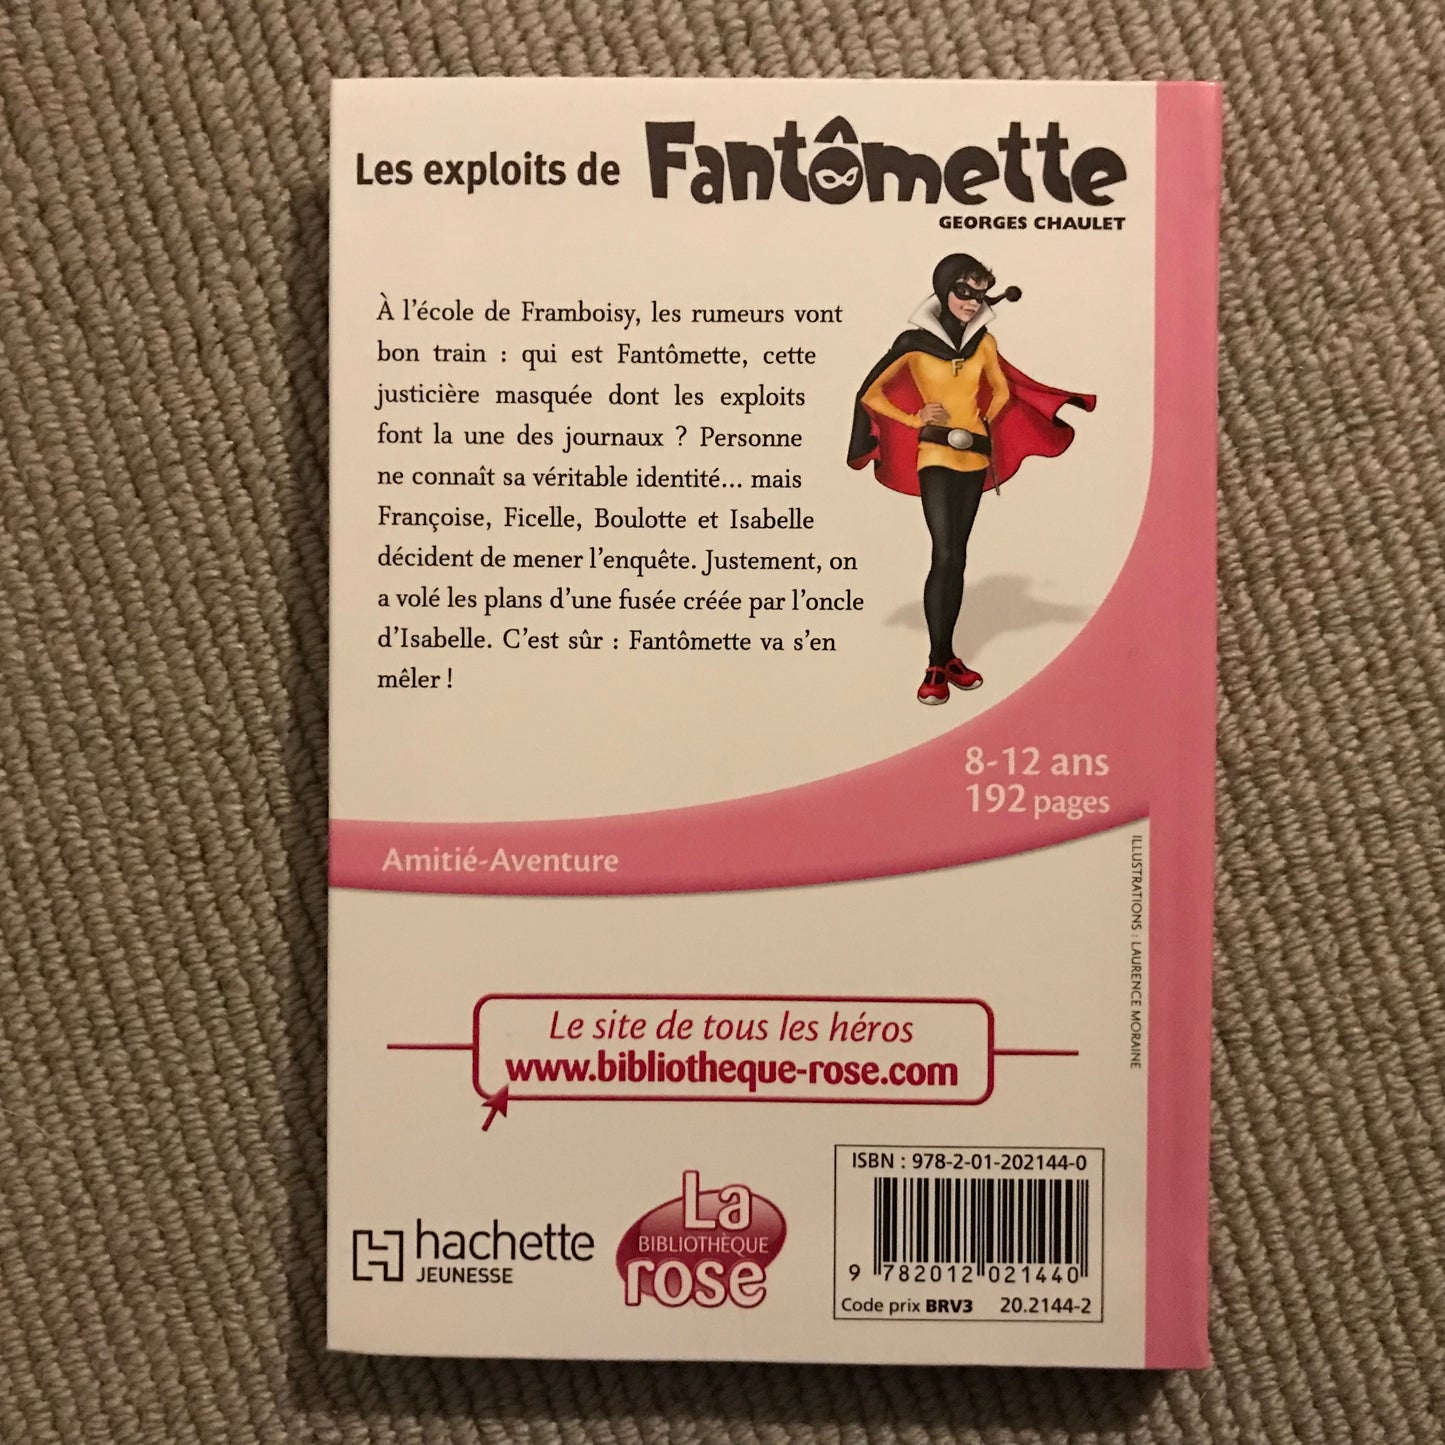 Les exploits de Fantômette
GEORGES CHAULET
À l'école de Framboisy, les rumeurs vont
bon train : qui est Fantômette, cette
justicière masquée dont les exploits
font la une des journaux ? Personne
ne connaît sa véritable identité... mais
Françoise, Ficelle, Boulotte et Isabelle
décident de mener l'enquête. Justement, on
a volé les plans d'une fusée créée par l'oncle
d'Isabelle. C'est sûr : Fantômette va s'en
mêler !
F
8-12 ans
192 pages
Amitié-Aventure
ILLUSTRATIONS : LAURENCE MORAINE
Le site de tous les héros
www.bibliotheque-rose.com
hachette
JEUNESSE
La
BIBLIOTHÈQUE
rose
ISBN : 978-2-01-202144-0
9 782012 021440
Code prix BRV3 20.2144-2